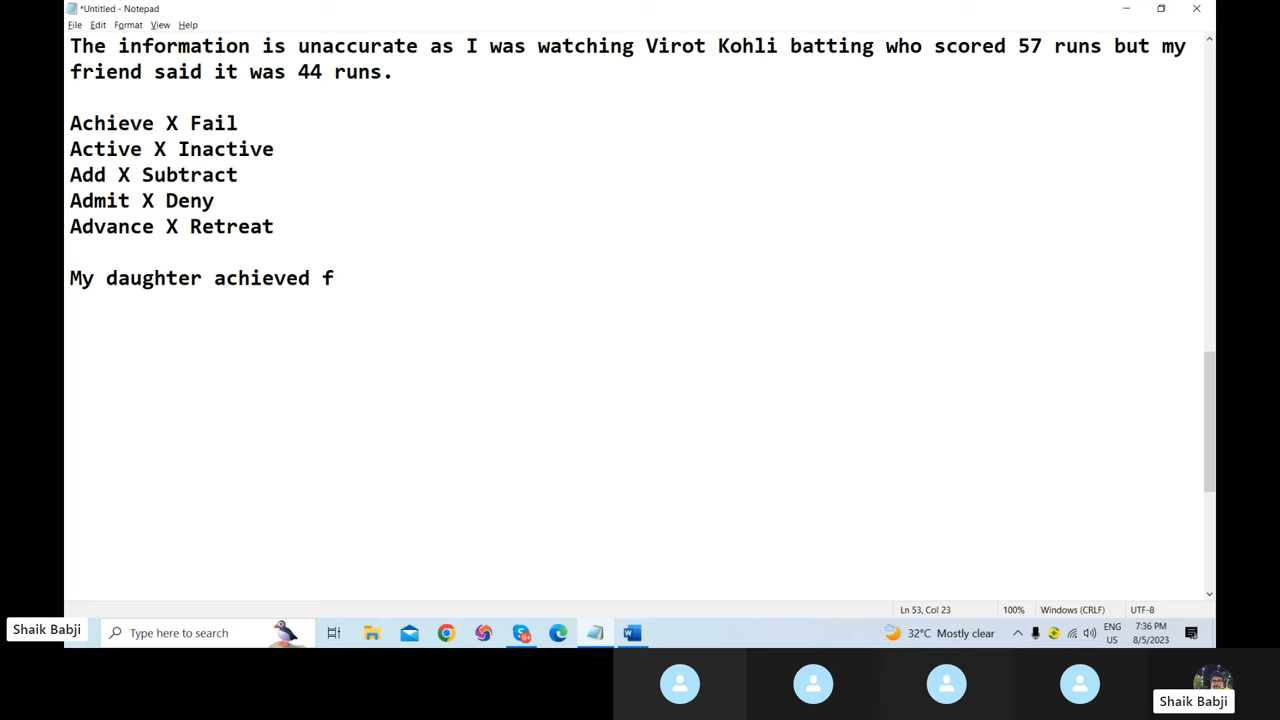 *Untitled - Notepad
File Edit Format View Help
The information is unaccurate as I was watching Virot Kohli batting who scored 57 runs but my
friend said it was 44 runs.
Achieve X Fail
Active X Inactive
Add X Subtract
Admit X Deny
Advance X Retreat
My daughter achieved f
Ln 53, Col 23 100% Windows (CRLF) UTF-8
Shaik Babji
Type here to search
32°C Mostly clear
ENG
US
7:36 PM
8/5/2023
Shaik Babji